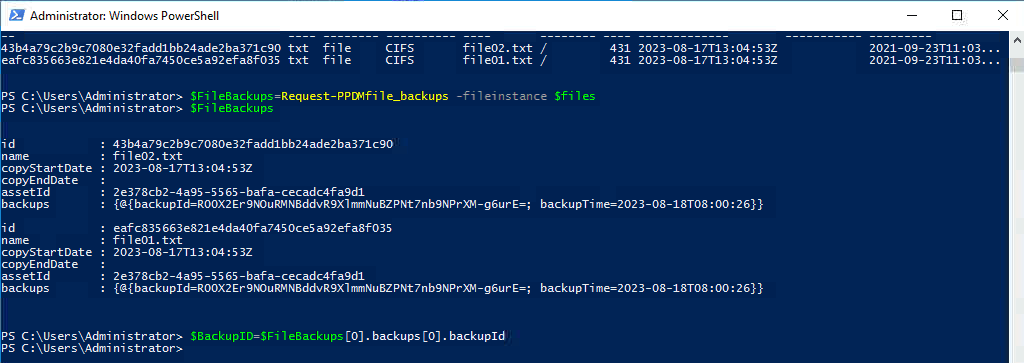 Administrator: Windows PowerShell
-- ---- -------- ---------- ---- -------- ---- ------------- ----------- ---------
43b4a79c2b9c7080e32fadd1bb24ade2ba371c90 txt file CIFS file02.txt / 431 2023-08-17T13:04:53Z 2021-09-23T11:03...
eafc835663e821e4da40fa7450ce5a92efa8f035 txt file CIFS file01.txt / 431 2023-08-17T13:04:53Z 2021-09-23T11:03...
PS C:\Users\Administrator> $FileBackups=Request-PPDMfile_backups -fileinstance $files
PS C:\Users\Administrator> $FileBackups
id : 43b4a79c2b9c7080e32fadd1bb24ade2ba371c90
name : file02.txt
copyStartDate : 2023-08-17T13:04:53Z
copyEndDate :
assetId : 2e378cb2-4a95-5565-bafa-cecadc4fa9d1
backups : {@{backupId=ROOX2Er9NOuRMNBddvR9XlmmNuBZPNt7nb9NPrXM-g6urE=; backupTime=2023-08-18T08:00:26}}
id : eafc835663e821e4da40fa7450ce5a92efa8f035
name : file01.txt
copyStartDate : 2023-08-17T13:04:53Z
copyEndDate :
assetId : 2e378cb2-4a95-5565-bafa-cecadc4fa9d1
backups : {@{backupId=ROOX2Er9NOuRMNBddvR9XlmmNuBZPNt7nb9NPrXM-g6urE=; backupTime=2023-08-18T08:00:26}}
PS C:\Users\Administrator> $BackupID=$FileBackups[0].backups[0].backupId
PS C:\Users\Administrator>